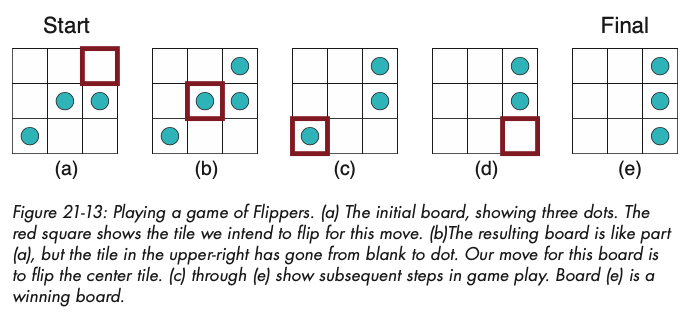 Start
Final
(a)
(b)
(c)
(d)
(e)
Figure 21-13: Playing a game of Flippers. (a) The initial board, showing three dots. The
red square shows the tile we intend to flip for this move. (b)The resulting board is like part
(a), but the tile in the upper-right has gone from blank to dot. Our move for this board is
to flip the center tile. (c) through (e) show subsequent steps in game play. Board (e) is a
winning board.